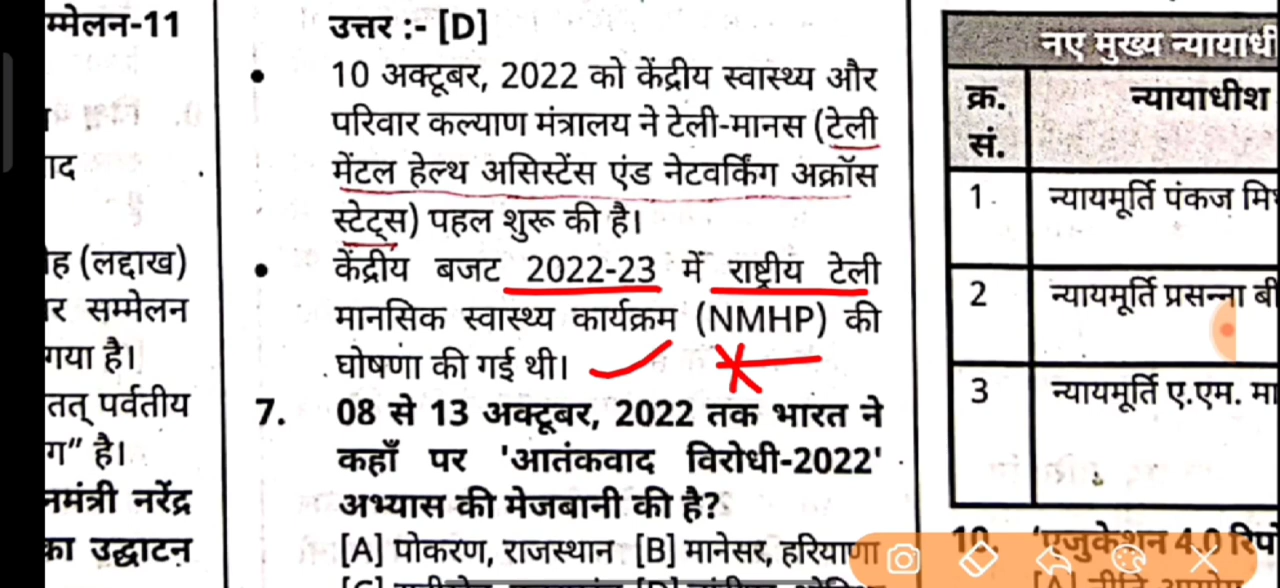 म्मेलन-11
ाद
ह (लद्दाख)
र सम्मेलन
गया है।
तत् पर्वतीय
ग" है।
नमंत्री नरेंद्र
का उद्घाटन
उत्तर :- [D]
• 10 अक्टूबर, 2022 को केंद्रीय स्वास्थ्य और
परिवार कल्याण मंत्रालय ने टेली-मानस (टेली
मेंटल हेल्थ असिस्टेंस एंड नेटवर्किंग अक्रॉस
स्टेट्स) पहल शुरू की है।
• केंद्रीय बजट 2022-23 में राष्ट्रीय टेली
मानसिक स्वास्थ्य कार्यक्रम (NMHP) की
घोषणा की गई थी।
7. 08 से 13 अक्टूबर, 2022 तक भारत ने
कहाँ पर 'आतंकवाद विरोधी-2022'
अभ्यास की मेजबानी की है?
[A] पोकरण, राजस्थान [B] मानेसर, हरियाणा
नए मुख्य न्यायाधी
क्र. न्यायाधीश
सं.
1. न्यायमूर्ति पंकज मि
2 न्यायमूर्ति प्रसन्ना बी
3 न्यायमूर्ति ए.एम. मा
10. 'एजुकेशन 4.0 रिपो